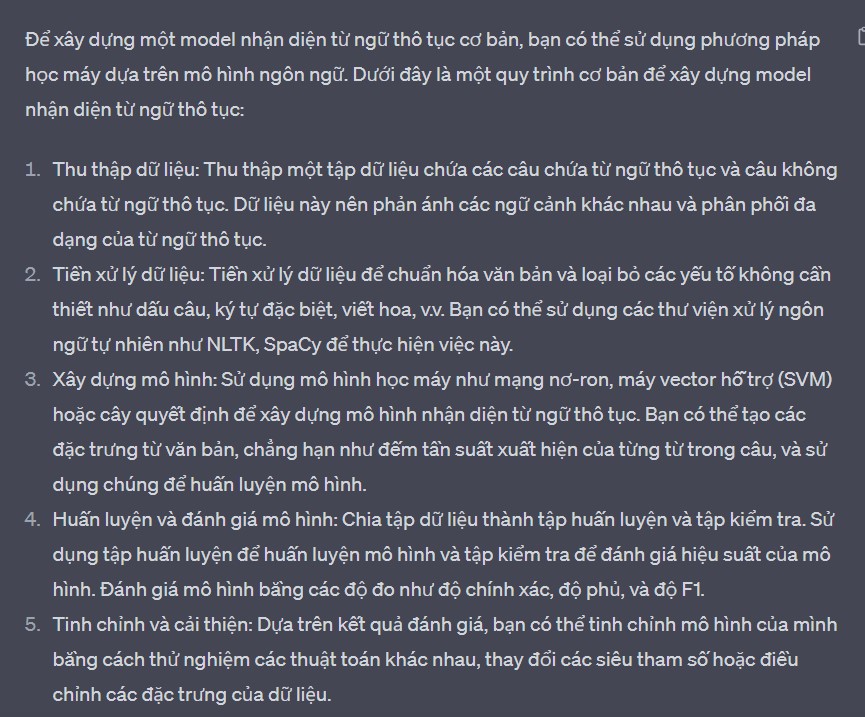 Để xây dựng một model nhận diện từ ngữ thô tục cơ bản, bạn có thể sử dụng phương pháp
học máy dựa trên mô hình ngôn ngữ. Dưới đây là một quy trình cơ bản để xây dựng model
nhận diện từ ngữ thô tục:
1. Thu thập dữ liệu: Thu thập một tập dữ liệu chứa các câu chứa từ ngữ thô tục và câu không
chứa từ ngữ thô tục. Dữ liệu này nên phản ánh các ngữ cảnh khác nhau và phân phối đa
dạng của từ ngữ thô tục.
2. Tiền xử lý dữ liệu: Tiền xử lý dữ liệu để chuẩn hóa văn bản và loại bỏ các yếu tố không cần
thiết như dấu câu, ký tự đặc biệt, viết hoa, v.v. Bạn có thể sử dụng các thư viện xử lý ngôn
ngữ tự nhiên như NLTK, SpaCy để thực hiện việc này.
3. Xây dựng mô hình: Sử dụng mô hình học máy như mạng nơ-ron, máy vector hỗ trợ (SVM)
hoặc cây quyết định để xây dựng mô hình nhận diện từ ngữ thô tục. Bạn có thể tạo các
đặc trưng từ văn bản, chẳng hạn như đếm tần suất xuất hiện của từng từ trong câu, và sử
dụng chúng để huấn luyện mô hình.
4. Huấn luyện và đánh giá mô hình: Chia tập dữ liệu thành tập huấn luyện và tập kiểm tra. Sử
dụng tập huấn luyện để huấn luyện mô hình và tập kiểm tra để đánh giá hiệu suất của mô
hình. Đánh giá mô hình bằng các độ đo như độ chính xác, độ phủ, và độ F1.
5. Tinh chỉnh và cải thiện: Dựa trên kết quả đánh giá, bạn có thể tinh chỉnh mô hình của mình
bằng cách thử nghiệm các thuật toán khác nhau, thay đổi các siêu tham số hoặc điều
chỉnh các đặc trưng của dữ liệu.